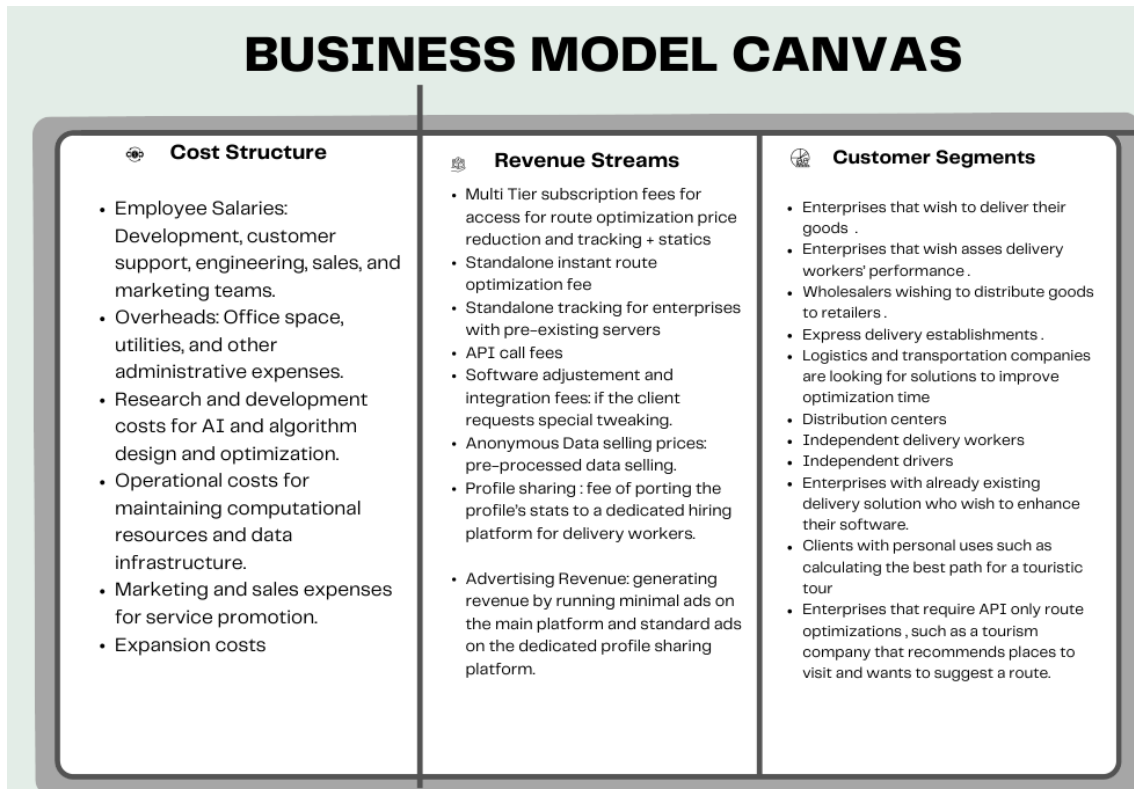 BUSINESS MODEL CANVAS
Cost Structure
• Employee Salaries:
Development, customer
support, engineering, sales, and
marketing teams.
• Overheads: Office space,
utilities, and other
administrative expenses.
• Research and development
costs for AI and algorithm
design and optimization.
• Operational costs for
maintaining computational
resources and data
infrastructure.
• Marketing and sales expenses
for service promotion.
• Expansion costs
Revenue Streams
• Multi Tier subscription fees for
access for route optimization price
reduction and tracking + statics
• Standalone instant route
optimization fee
• Standalone tracking for enterprises
with pre-existing servers
• API call fees
• Software adjustement and
integration fees: if the client
requests special tweaking.
• Anonymous Data selling prices:
pre-processed data selling.
• Profile sharing : fee of porting the
profile's stats to a dedicated hiring
platform for delivery workers.
• Advertising Revenue: generating
revenue by running minimal ads on
the main platform and standard ads
on the dedicated profile sharing
platform.
Customer Segments
• Enterprises that wish to deliver their
goods .
• Enterprises that wish asses delivery
workers' performance .
• Wholesalers wishing to distribute goods
to retailers .
• Express delivery establishments .
• Logistics and transportation companies
are looking for solutions to improve
optimization time
• Distribution centers
• Independent delivery workers
• Independent drivers
• Enterprises with already existing
delivery solution who wish to enhance
their software.
• Clients with personal uses such as
calculating the best path for a touristic
tour
• Enterprises that require API only route
optimizations , such as a tourism
company that recommends places to
visit and wants to suggest a route.